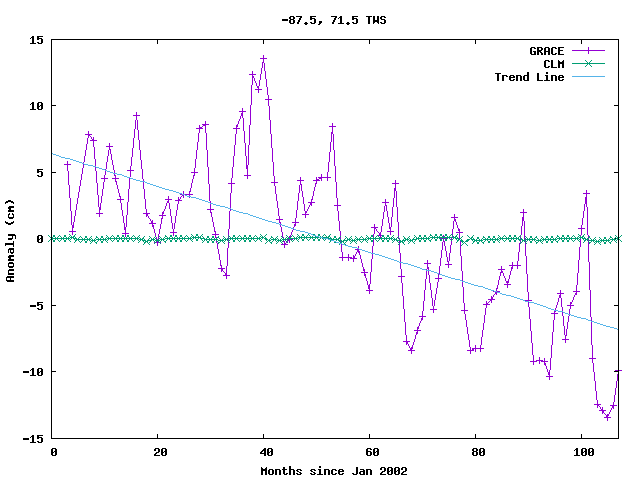 -87.5, 71.5 TWS
GRACE
CLM
Trend Line
15
10
5
0
-5
-10
-15
Anomaly (cm)
0 20 40 60 80 100
Months since Jan 2002